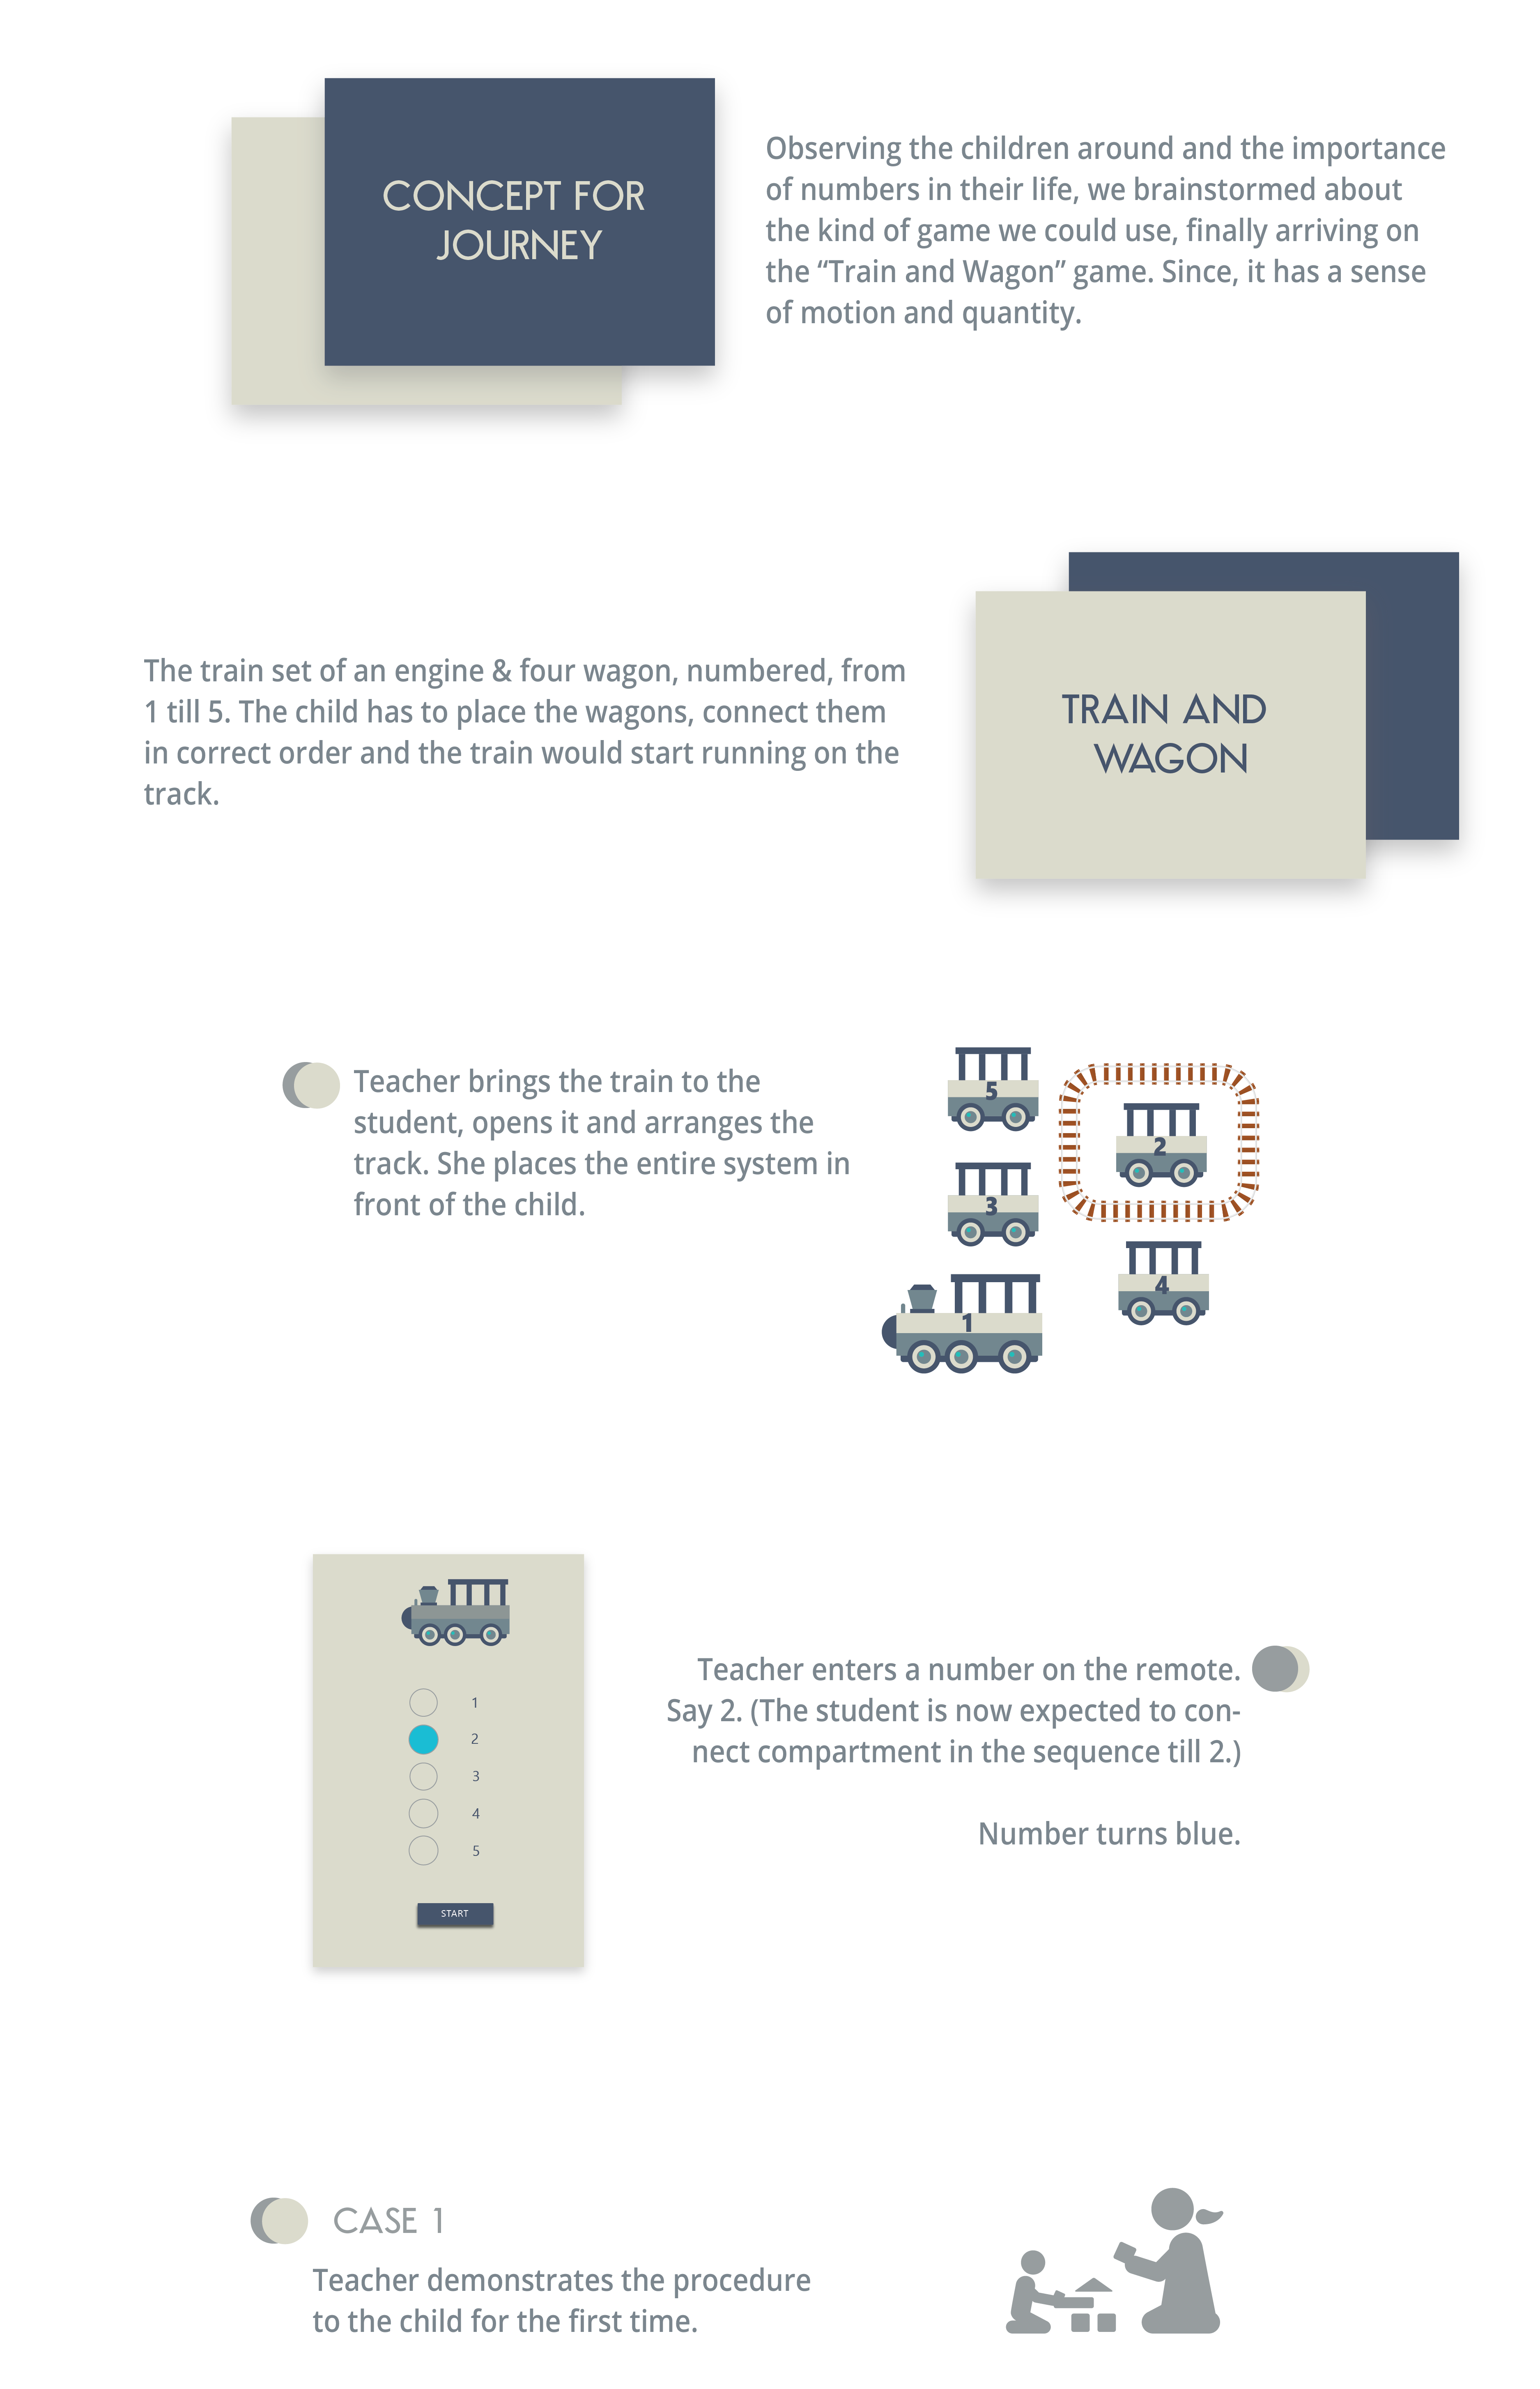 CONCEPT FOR
JOURNEY
Observing the children around and the importance
of numbers in their life, we brainstormed about
the kind of game we could use, finally arriving on
the “Train and Wagon” game. Since, it has a sense
of motion and quantity.
The train set of an engine & four wagon, numbered, from
1 till 5. The child has to place the wagons, connect them
in correct order and the train would start running on the
track.
TRAIN AND
WAGON
Teacher brings the train to the
student, opens it and arranges the
track. She places the entire system in
front of the child.
5
2
3
4
1
1
2
3
4
5
START
Teacher enters a number on the remote.
Say 2. (The student is now expected to con-
nect compartment in the sequence till 2.)
Number turns blue.
CASE 1
Teacher demonstrates the procedure
to the child for the first time.